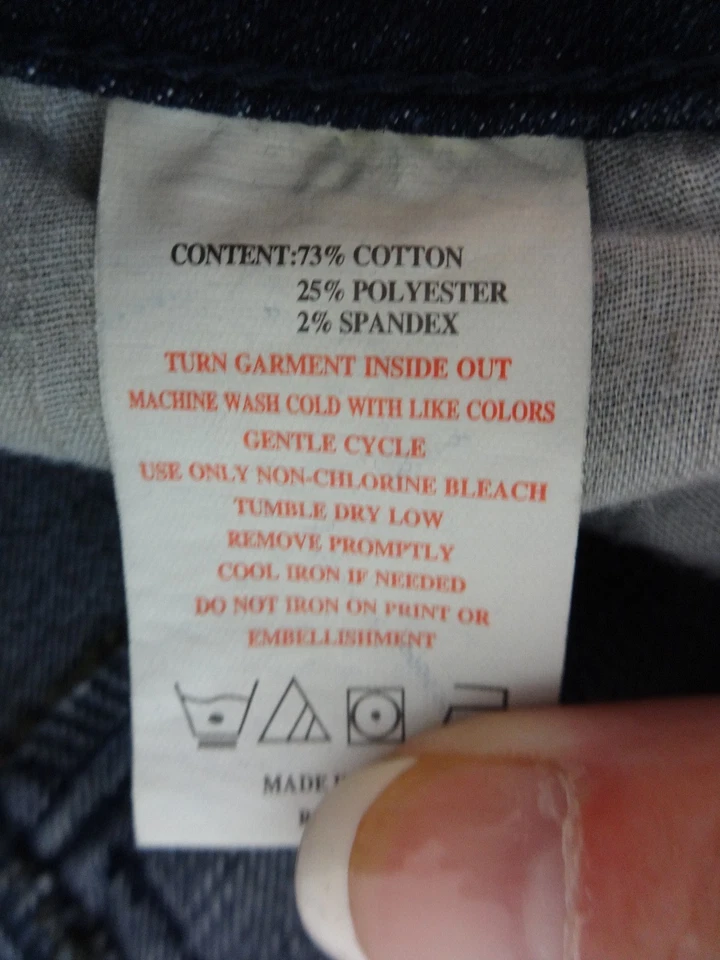 CONTENT:73% COTTON
25% POLYESTER
2% SPANDEX
TURN GARMENT INSIDE OUT
MACHINE WASH COLD WITH LIKE COLORS
GENTLE CYCLE
USE ONLY NON-CHLORINE BLEACH
TUMBLE DRY LOW
REMOVE PROMPTLY
COOL IRON IF NEEDED
DO NOT IRON ON PRINT OR
EMBELLISHMENT
MADE